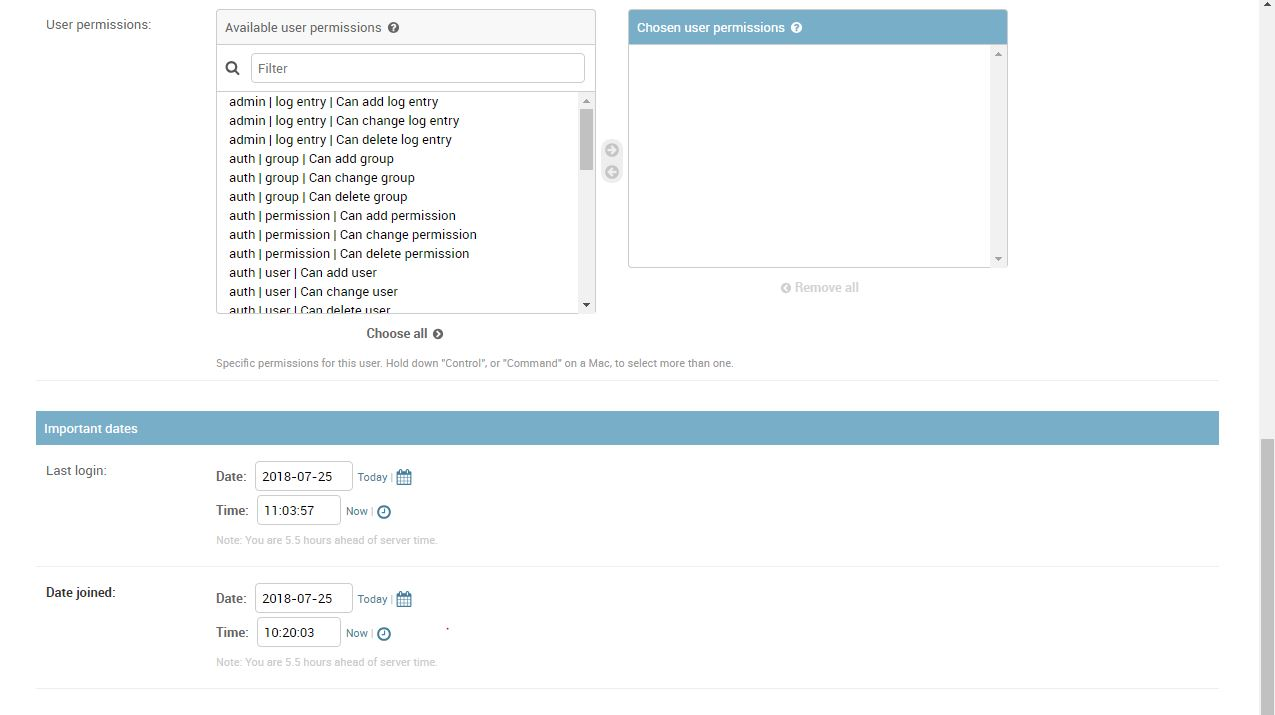 User permissions:
Available user permissions
Filter
admin | log entry | Can add log entry
admin | log entry | Can change log entry
admin | log entry | Can delete log entry
auth | group | Can add group
auth | group | Can change group
auth | group | Can delete group
auth | permission | Can add permission
auth | permission | Can change permission
auth | permission | Can delete permission
auth | user | Can add user
auth | user | Can change user
auth | user | Can delete user
Choose all
Chosen user permissions
Remove all
Specific permissions for this user. Hold down "Control", or "Command" on a Mac, to select more than one.
Important dates
Last login:
Date: 2018-07-25 Today |
Time: 11:03:57 Now |
Note: You are 5.5 hours ahead of server time.
Date joined:
Date: 2018-07-25 Today |
Time: 10:20:03 Now |
Note: You are 5.5 hours ahead of server time.